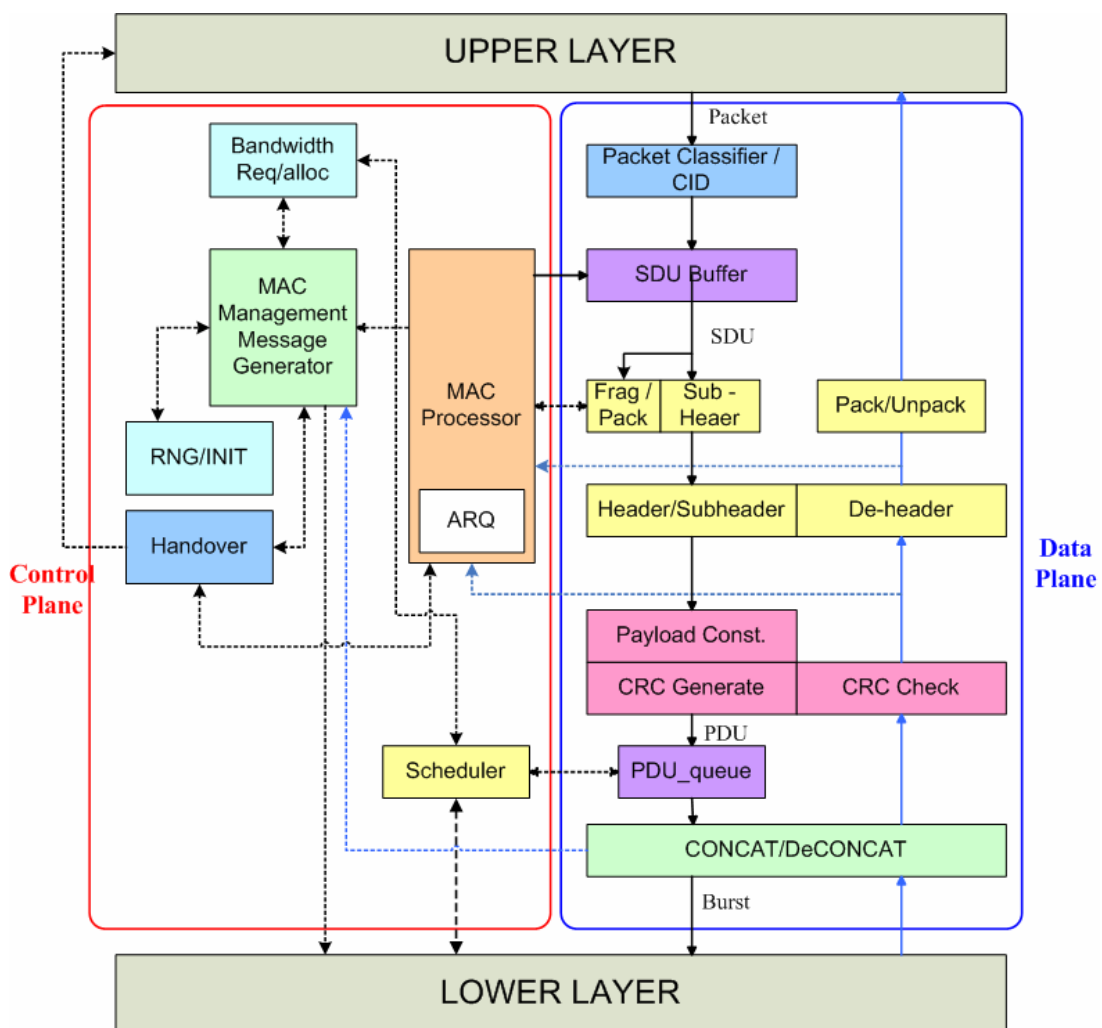 UPPER LAYER
Packet
Bandwidth
Req/alloc
Packet Classifier /
CID
MAC
Management
Message
Generator
MAC
Processor
ARQ
SDU Buffer
SDU
Frag /
Pack
Sub -
Heaer
Pack/Unpack
RNG/INIT
Handover
Header/Subheader
De-header
Control
Plane
Data
Plane
Payload Const.
CRC Generate
CRC Check
PDU
Scheduler
PDU_queue
CONCAT/DeCONCAT
Burst
LOWER LAYER